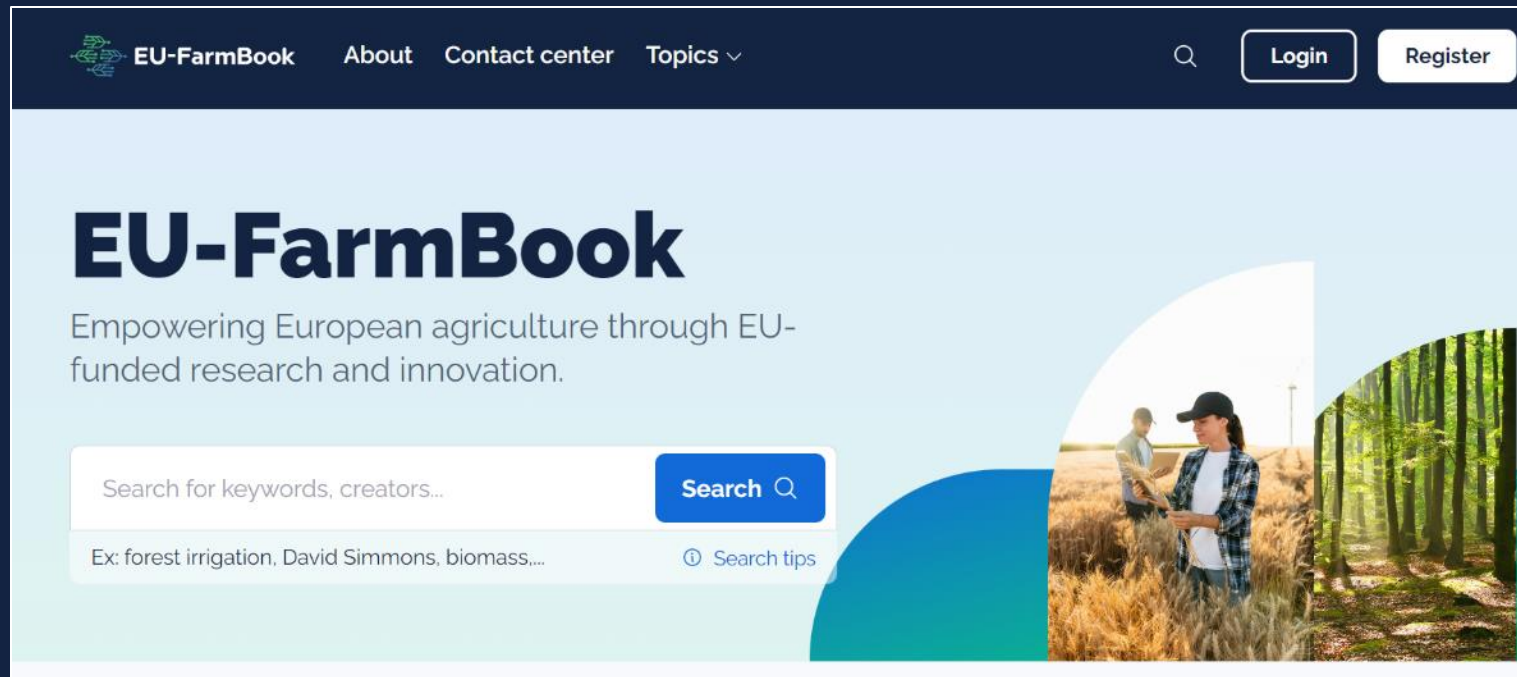 EU-FarmBook About Contact center Topics Login Register
EU-FarmBook
Empowering European agriculture through EU-
funded research and innovation.
Search for keywords, creators... Search
Ex: forest irrigation, David Simmons, biomass,... Search tips